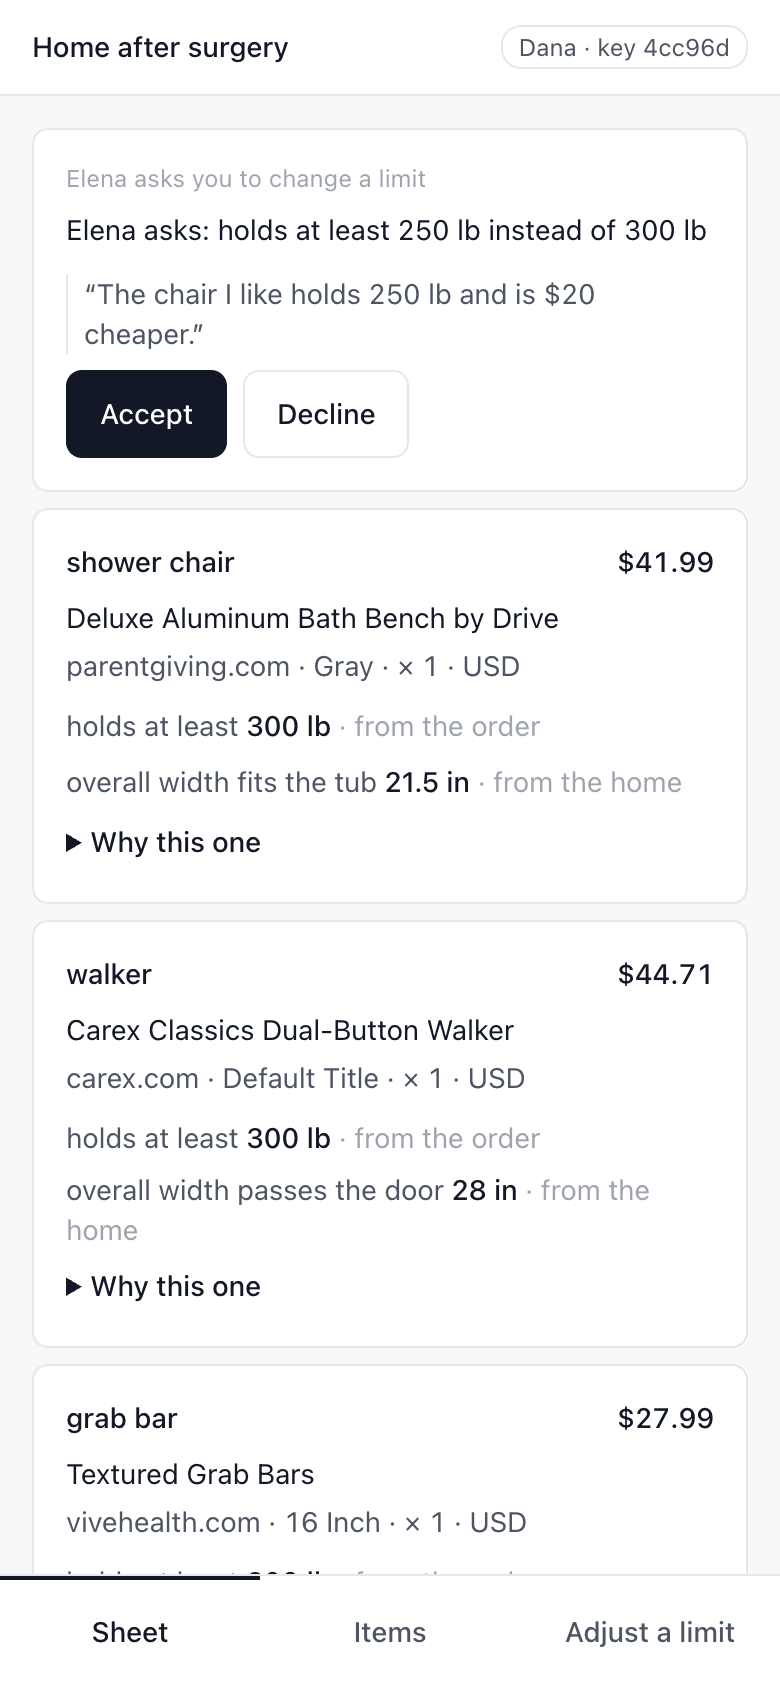 Home after surgery
Dana · key 4cc96d
Elena asks you to change a limit
Elena asks: holds at least 250 lb instead of 300 lb
“The chair I like holds 250 lb and is $20
cheaper.”
Accept
Decline
shower chair
$41.99
Deluxe Aluminum Bath Bench by Drive
parentgiving.com · Gray · × 1 · USD
holds at least 300 lb · from the order
overall width fits the tub 21.5 in · from the home
▶ Why this one
walker
$44.71
Carex Classics Dual-Button Walker
carex.com · Default Title · × 1 · USD
holds at least 300 lb · from the order
overall width passes the door 28 in · from the
home
▶ Why this one
grab bar
$27.99
Textured Grab Bars
vivehealth.com · 16 Inch · × 1 · USD
Sheet
Items
Adjust a limit